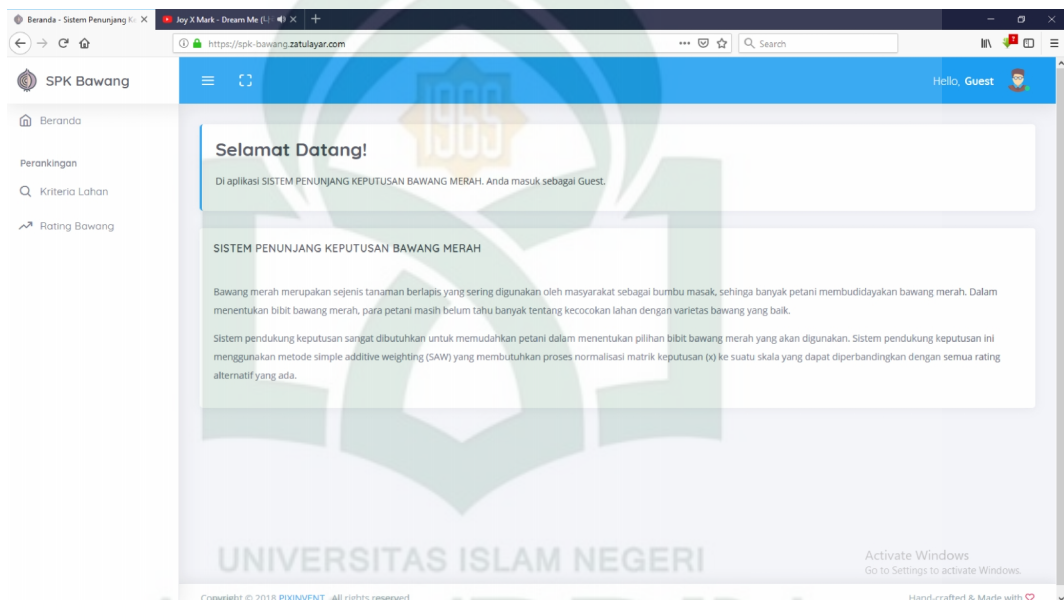 Beranda - Sistem Penunjang Ke
Joy X Mark - Dream Me (
https://spk-bawang.zatulayar.com
Search
SPK Bawang
Hello, Guest
Beranda
Perankingan
Kriteria Lahan
Rating Bawang
1965
Selamat Datang!
Di aplikasi SISTEM PENUNJANG KEPUTUSAN BAWANG MERAH. Anda masuk sebagai Guest.
SISTEM PENUNJANG KEPUTUSAN BAWANG MERAH
Bawang merah merupakan sejenis tanaman berlapis yang sering digunakan oleh masyarakat sebagai bumbu masak, sehinga banyak petani membudidayakan bawang merah. Dalam
menentukan bibit bawang merah, para petani masih belum tahu banyak tentang kecocokan lahan dengan varietas bawang yang baik.
Sistem pendukung keputusan sangat dibutuhkan untuk memudahkan petani dalam menentukan pilihan bibit bawang merah yang akan digunakan. Sistem pendukung keputusan ini
menggunakan metode simple additive weighting (SAW) yang membutuhkan proses normalisasi matrik keputusan (x) ke suatu skala yang dapat diperbandingkan dengan semua rating
alternatif yang ada.
UNIVERSITAS ISLAM NEGERI
Activate Windows
Go to Settings to activate Windows.
Copyright © 2018 PIXINVENT, All rights reserved.
Hand-crafted & Made with